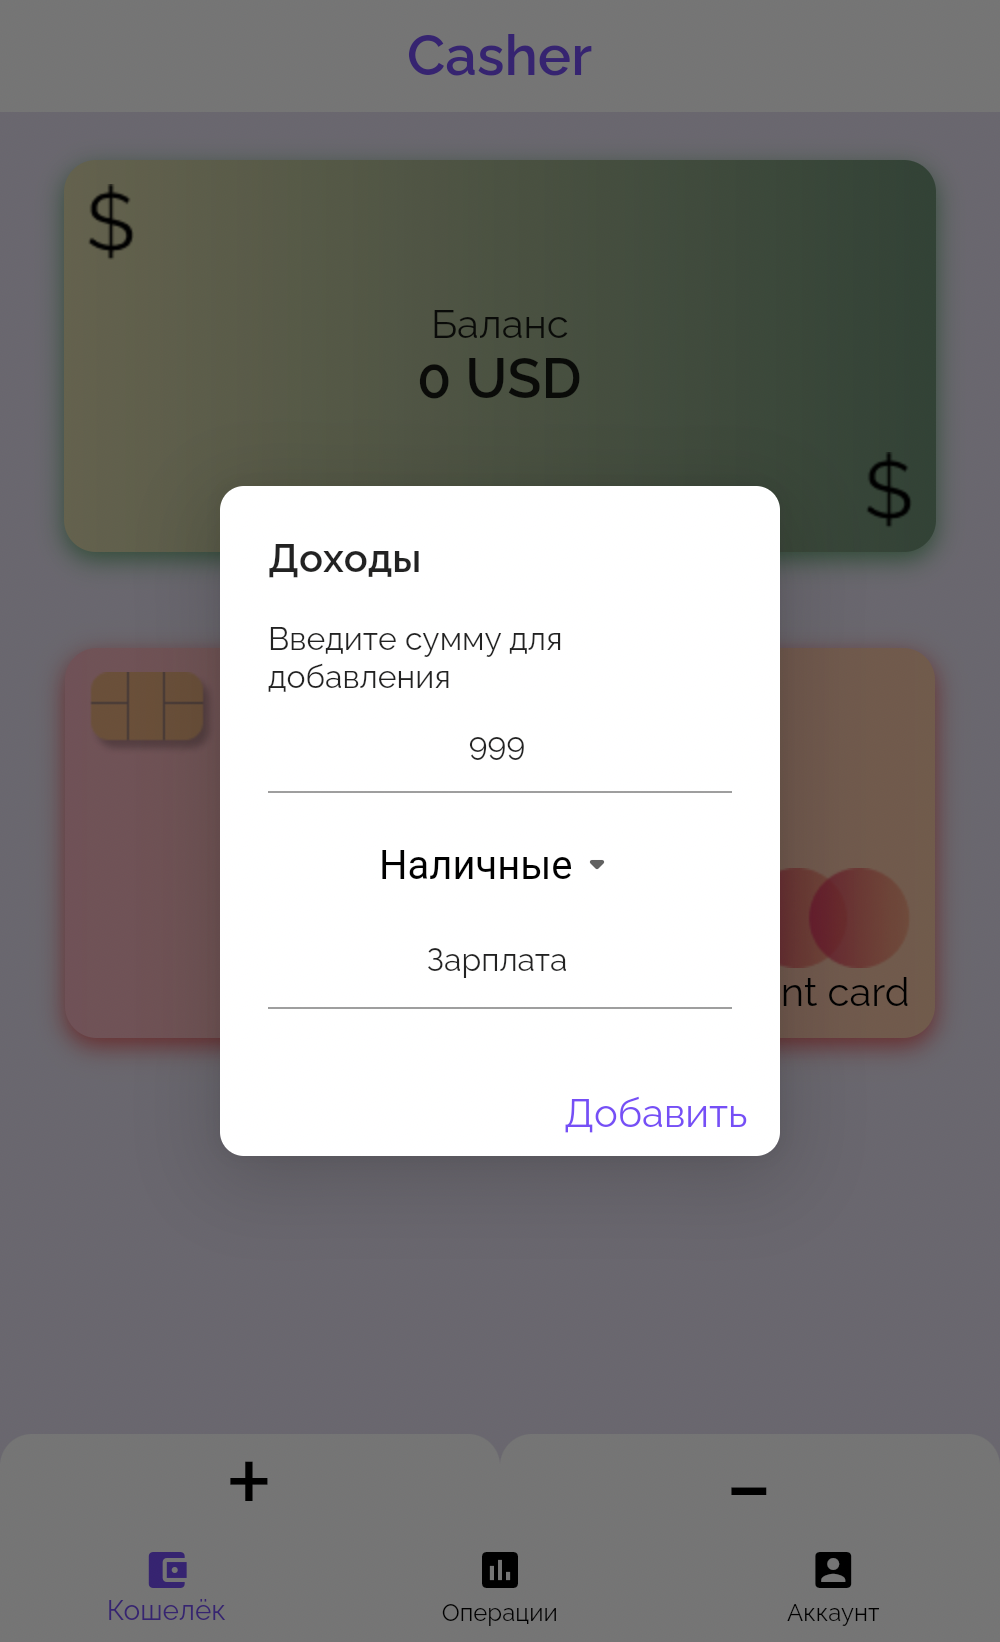 Casher
$
Баланс
0 USD
$
Доходы
Введите сумму для
добавления
999
Наличные
Зарплата
nt card
Добавить
+
–
Кошелёк
Операции
Аккаунт